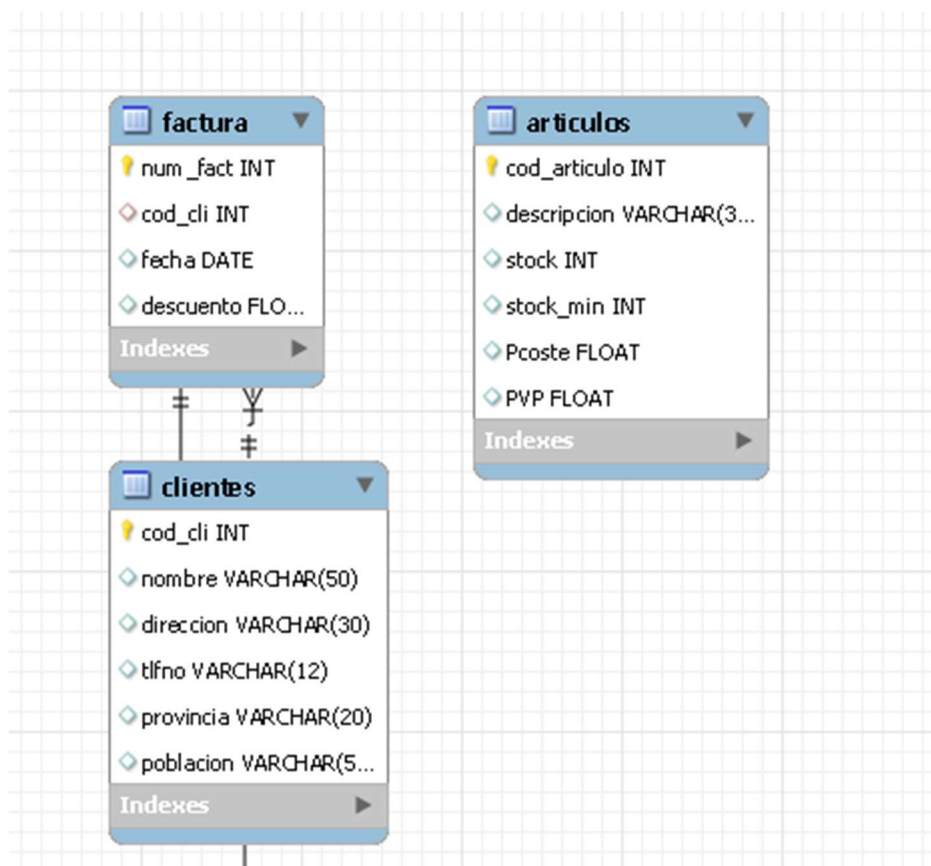 factura
num_fact INT
cod_cli INT
fecha DATE
descuento FLO...
Indexes
articulos
cod_articulo INT
descripcion VARCHAR(3...
stock INT
stock_min INT
Pcoste FLOAT
PVP FLOAT
Indexes
clientes
cod_cli INT
nombre VARCHAR(50)
direccion VARCHAR(30)
tlfno VARCHAR(12)
provincia VARCHAR(20)
poblacion VARCHAR(5...
Indexes